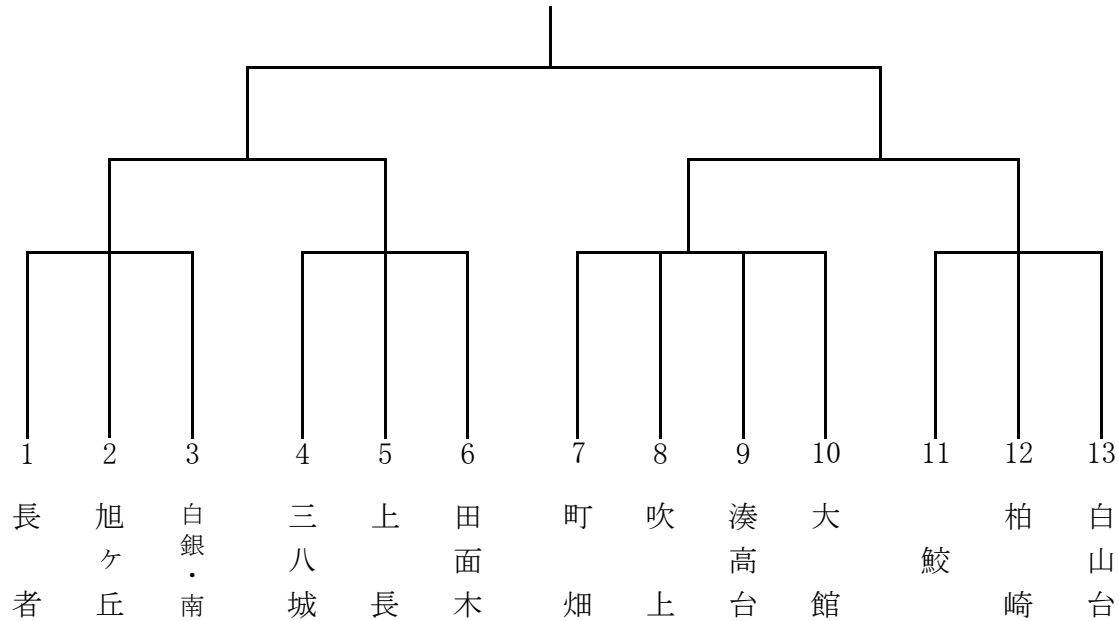 1 2 3 4 5 6 7 8 9 10 11 12 13
長者
旭ヶ丘
白銀・南
三八城
上長
田面木
町畑
吹上
湊高台
大館
鮫
柏崎
白山台